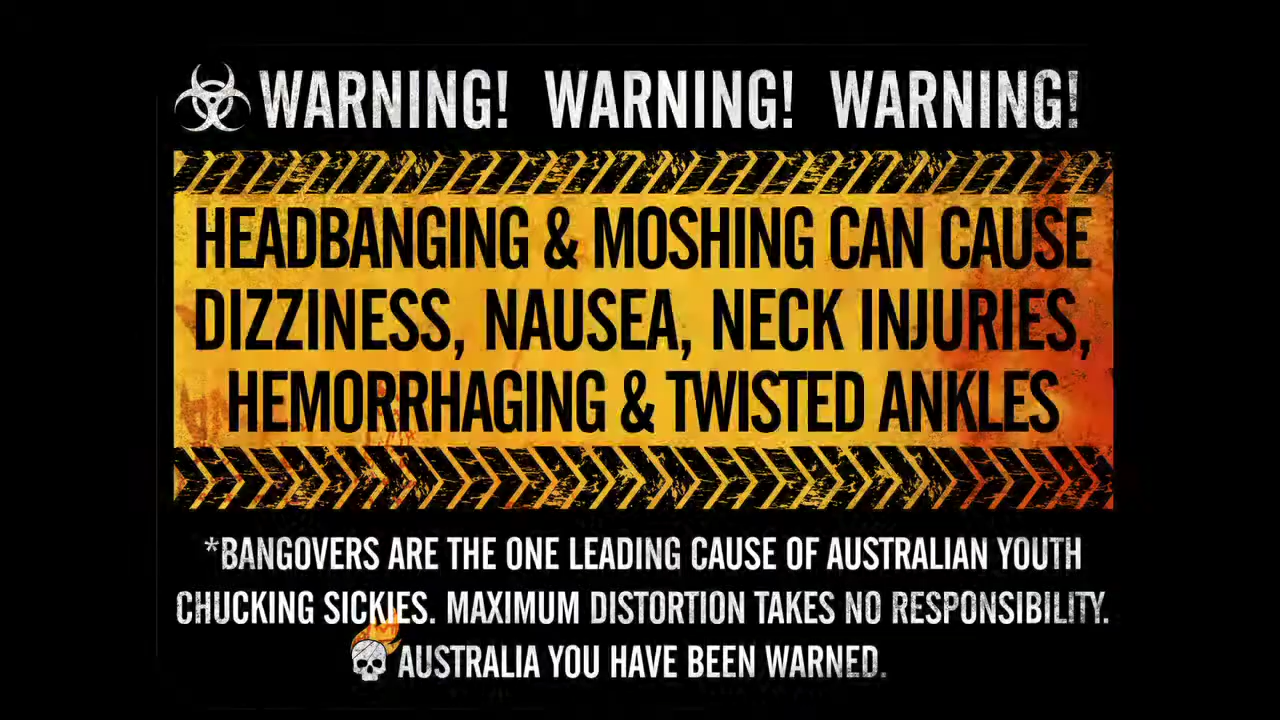 WARNING! WARNING! WARNING!
HEADBANGING & MOSHING CAN CAUSE
DIZZINESS, NAUSEA, NECK INJURIES,
HEMORRHAGING & TWISTED ANKLES
*BANGOVERS ARE THE ONE LEADING CAUSE OF AUSTRALIAN YOUTH
CHUCKING SICKIES. MAXIMUM DISTORTION TAKES NO RESPONSIBILITY.
AUSTRALIA YOU HAVE BEEN WARNED.